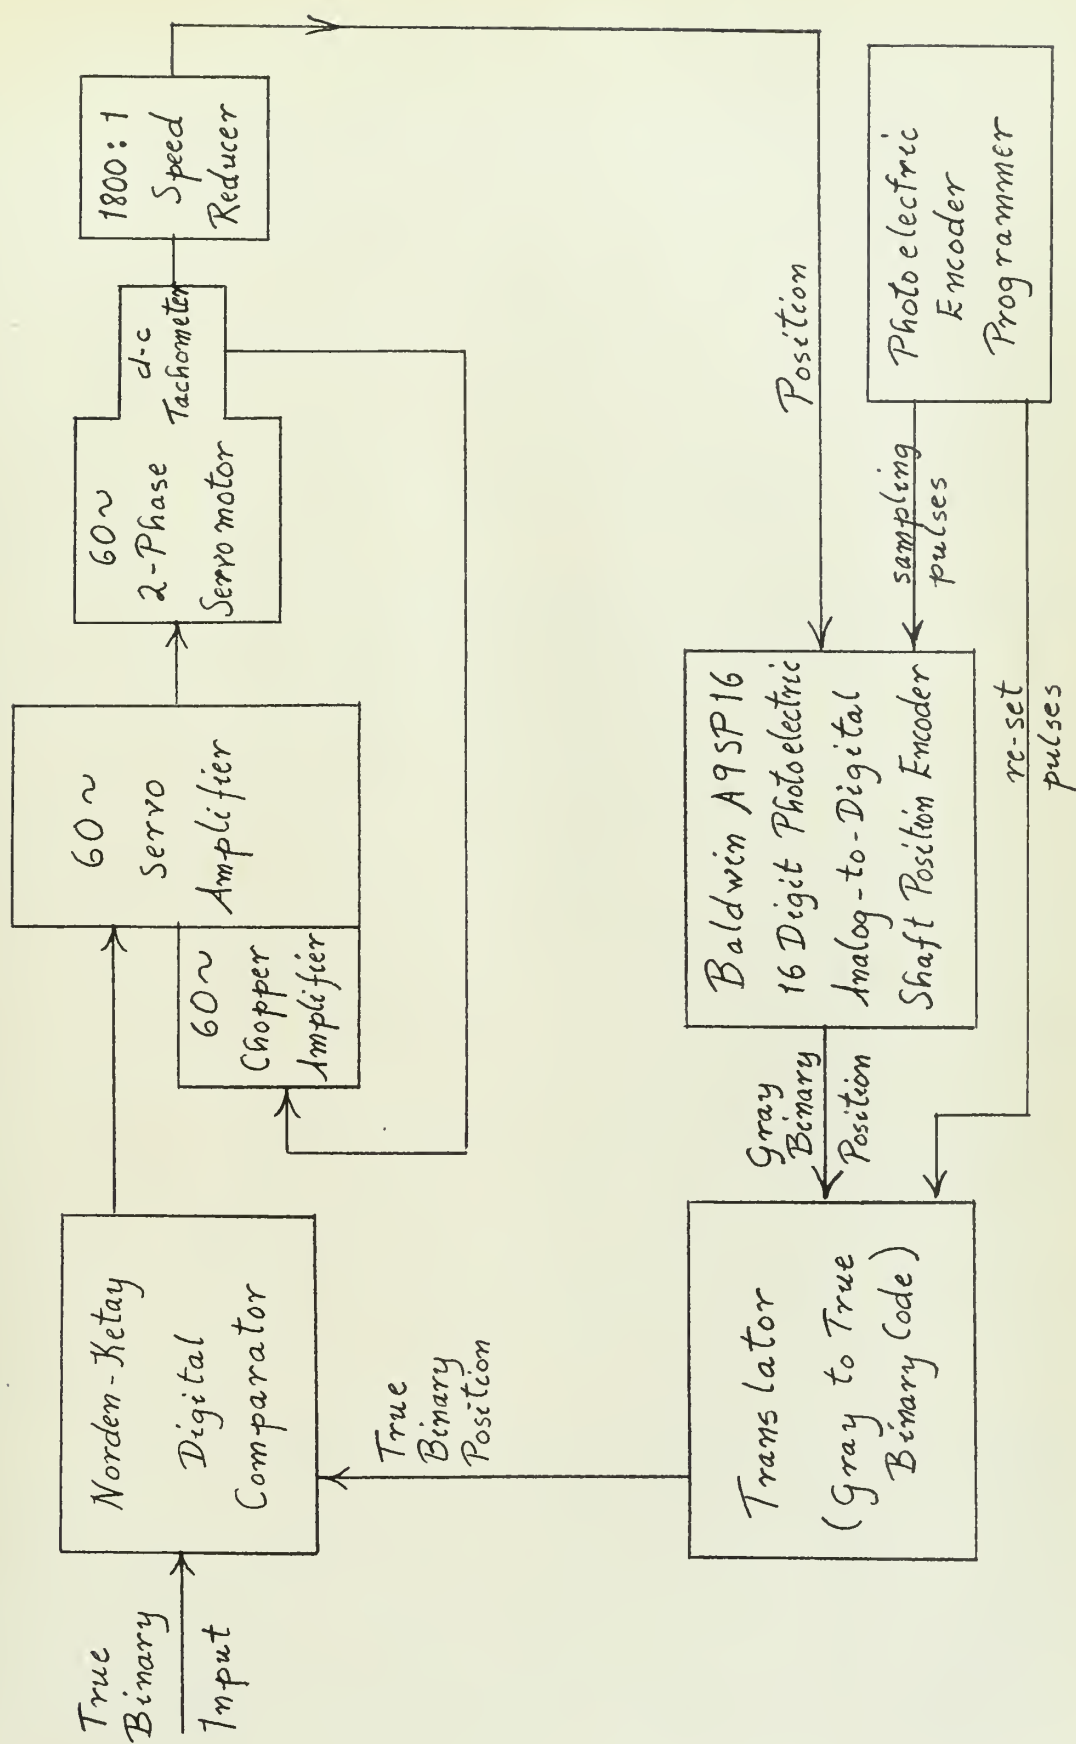 True
Binary
Input
Norden-Ketay
Digital
Comparator
60~
Servo
Amplifier
60~
Chopper
Amplifier
60~
2-Phase
Servomotor
d-c
Tachometer
1800:1
Speed
Reducer
True
Binary
Position
Position
Translator
(Gray to True
Binary Code)
Gray
Binary
Position
Baldwin A9SP16
16 Digit Photoelectric
Analog-to-Digital
Shaft Position Encoder
sampling
pulses
re-set
pulses
Photoelectric
Encoder
Programmer